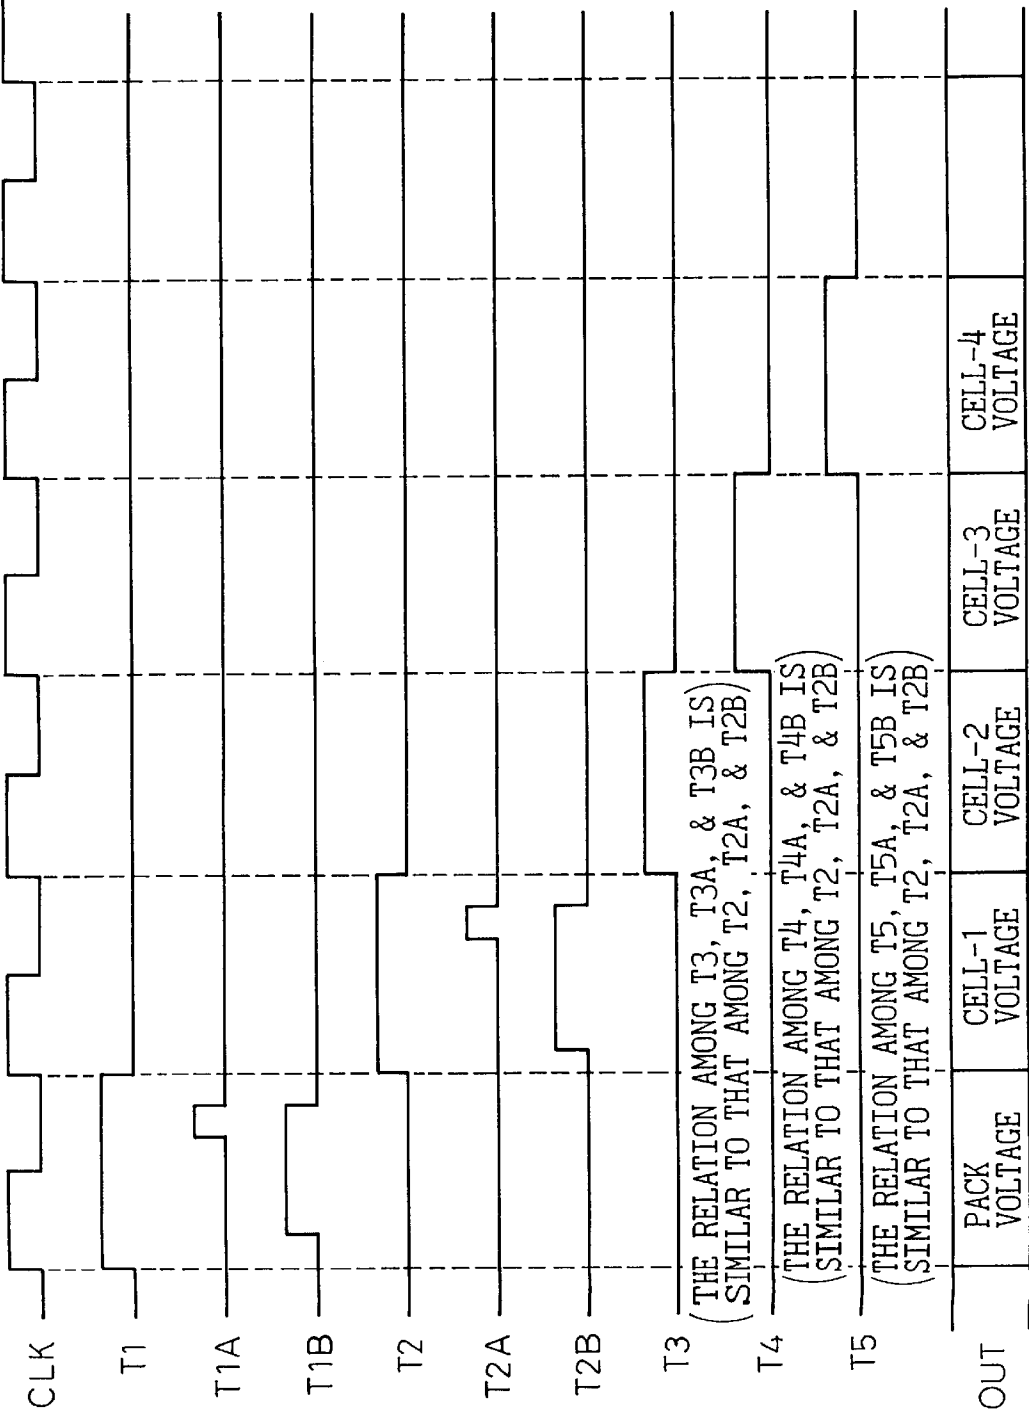 CLK
T1
T1A
T1B
T2
T2A
T2B
T3
(THE RELATION AMONG T3, T3A, & T3B IS
SIMILAR TO THAT AMONG T2, T2A, & T2B)
T4
(THE RELATION AMONG T4, T4A, & T4B IS
SIMILAR TO THAT AMONG T2, T2A, & T2B)
T5
(THE RELATION AMONG T5, T5A, & T5B IS
SIMILAR TO THAT AMONG T2, T2A, & T2B)
OUT
PACK
VOLTAGE
CELL-1
VOLTAGE
CELL-2
VOLTAGE
CELL-3
VOLTAGE
CELL-4
VOLTAGE